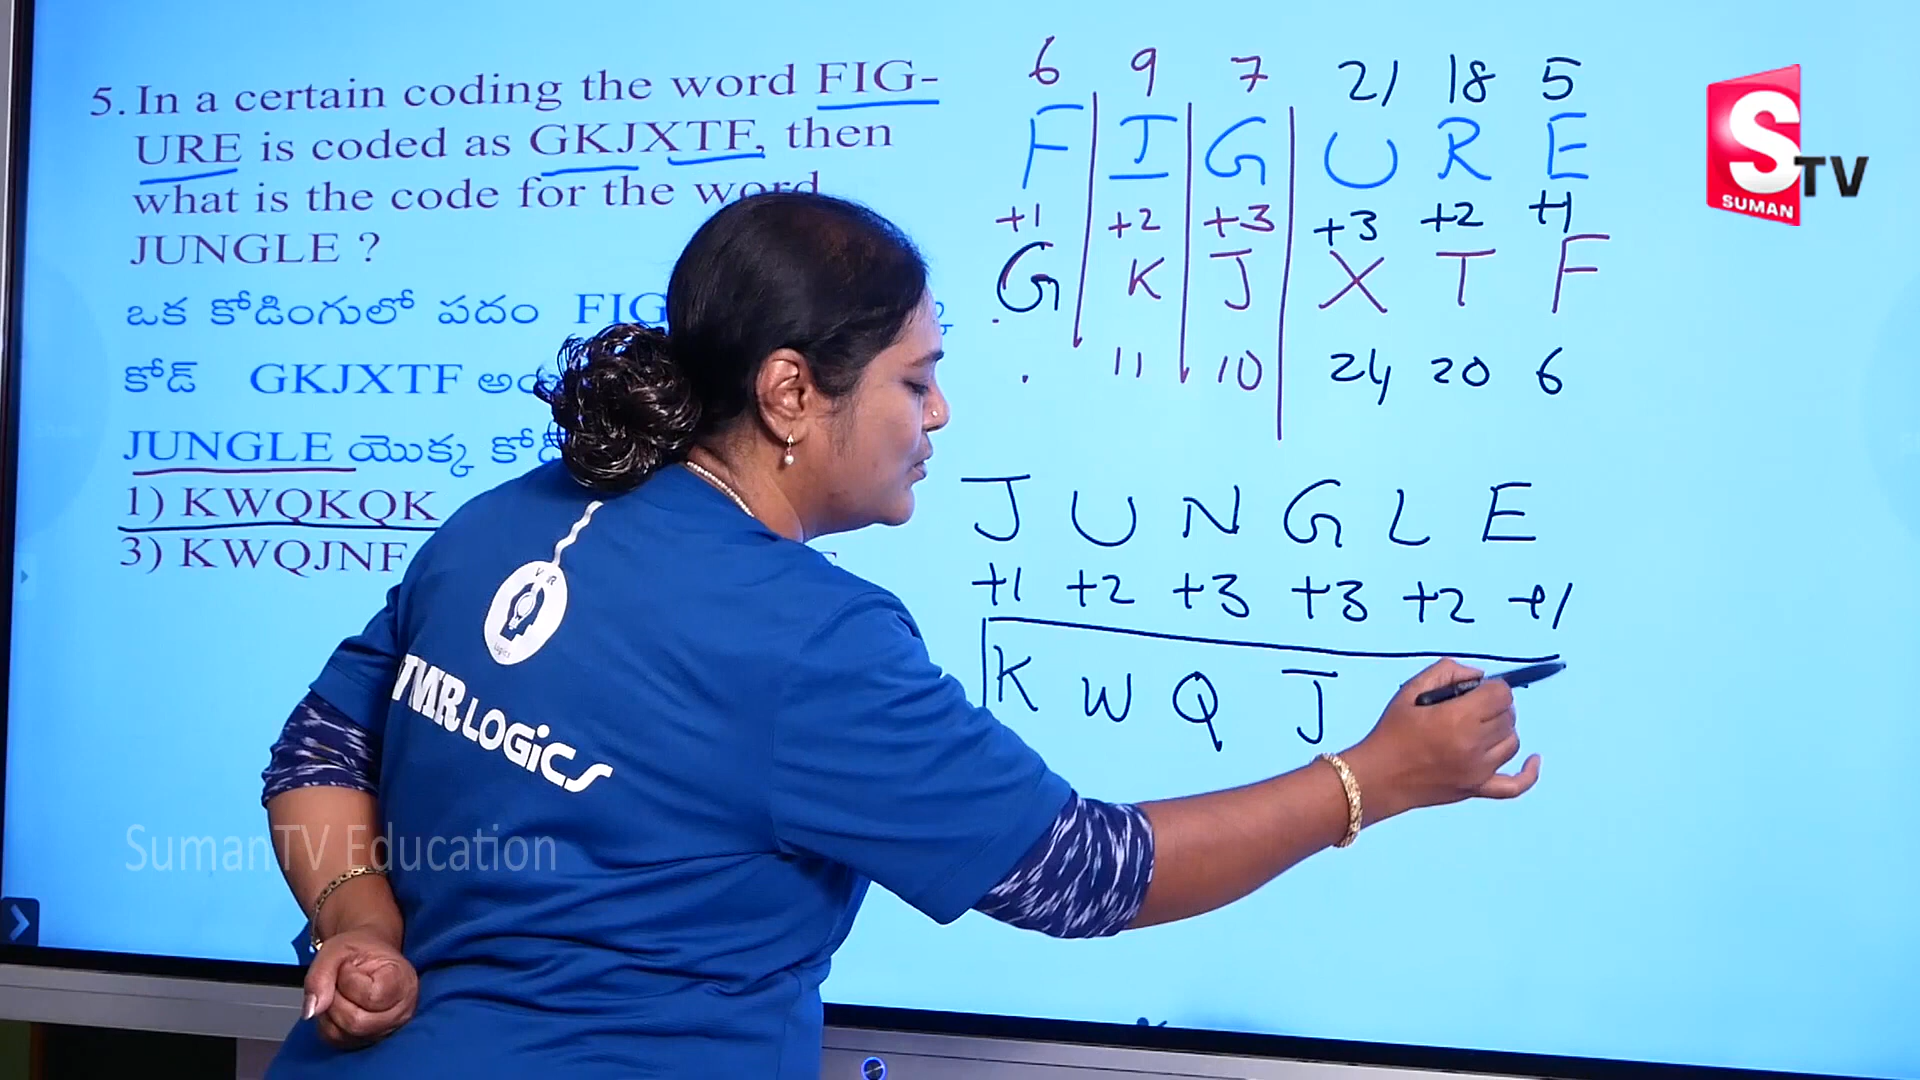 5. In a certain coding the word FIG-
URE is coded as GKJXTF, then
what is the code for the word
JUNGLE ?
ఒక కోడింగులో పదం FIG
కోడ్ GKJXTF
JUNGLE యొక్క
1) KWQKQK
3) KWQJNF
6 9 7 21 18 5
F I G U R E
+1 +2 +3 +3 +2 +1
G K J X T F
11 10 24 20 6
J U N G L E
+1 +2 +3 +3 +2 +1
K W Q J
S TV
SUMAN
VMR
Logics
VMR LOGICS
SumanTV Education